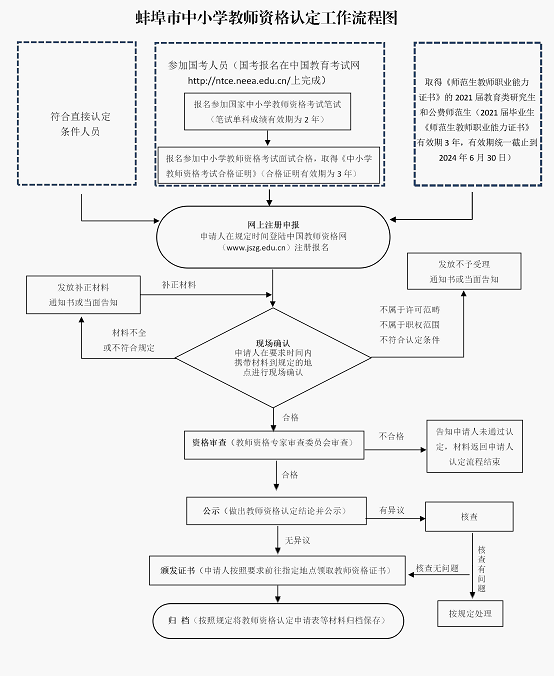 蚌埠市中小学教师资格认定工作流程图
符合直接认定
条件人员
参加国考人员（国考报名在中国教育考试网
http://ntce.neea.edu.cn/上完成）
报名参加国家中小学教师资格考试笔试
（笔试单科成绩有效期为 2 年）
报名参加中小学教师资格考试面试合格，取得《中小学
教师资格考试合格证明》（合格证明有效期为 3 年）
取得《师范生教师职业能力
证书》的 2021 届教育类研究生
和公费师范生（2021 届毕业生
《师范生教师职业能力证书》
有效期 3 年，有效期统一截止到
2024 年 6 月 30 日）
网上注册申报
申请人在规定时间登陆中国教师资格网
（www.jszg.edu.cn）注册报名
发放补正材料
通知书或当面告知
补正材料
发放不予受理
通知书或当面告知
材料不全
或不符合规定
现场确认
申请人在要求时间内
携带材料到规定的地
点进行现场确认
不属于许可范畴
不属于职权范围
不符合认定条件
合格
资格审查（教师资格专家审查委员会审查）
不合格
告知申请人未通过认
定，材料返回申请人
认定流程结束
合格
公示（做出教师资格认定结论并公示）
有异议
核查
无异议
颁发证书（申请人按照要求前往指定地点领取教师资格证书）
核查无问题
核查有问题
按规定处理
归 档（按照规定将教师资格认定申请表等材料归档保存）